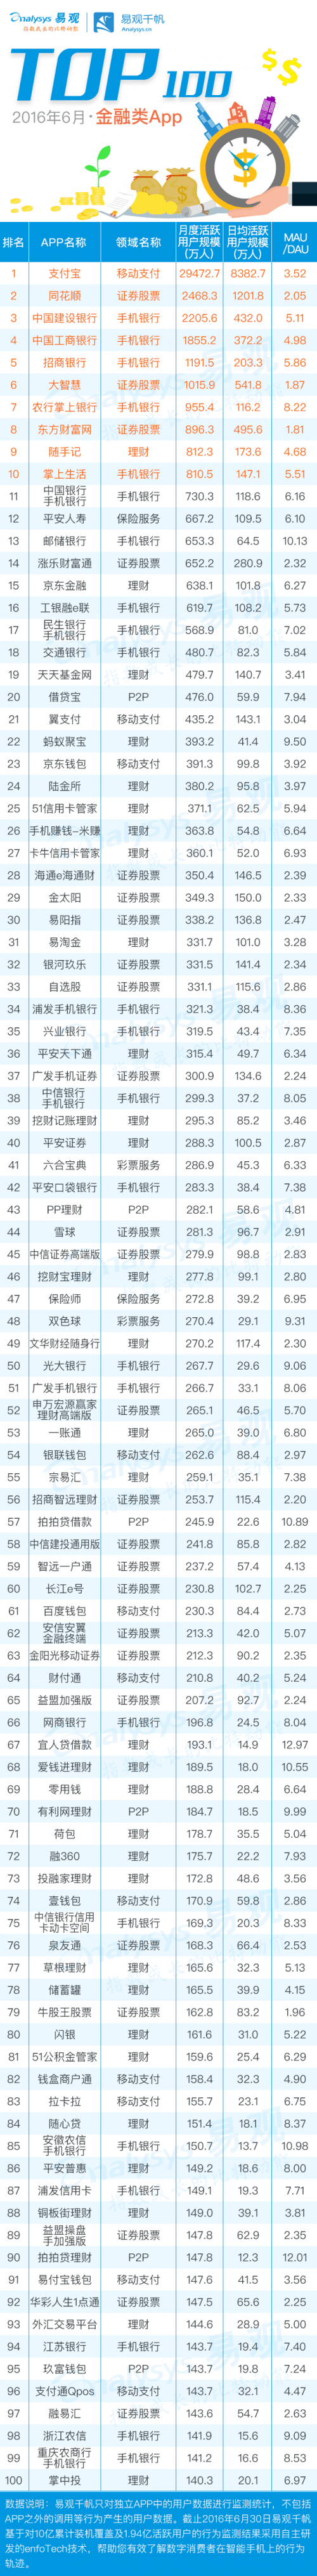 analysys 易观
易观千帆
Analysys.cn
TOP 100
2016年6月·金融类App
排名 APP名称 领域名称 月度活跃用户规模(万人) 日均活跃用户规模(万人) MAU/DAU
1 支付宝 移动支付 29472.7 8382.7 3.52
2 同花顺 证券股票 2468.3 1201.8 2.05
3 中国建设银行 手机银行 2205.6 432.0 5.11
4 中国工商银行 手机银行 1855.2 372.2 4.98
5 招商银行 手机银行 1191.5 203.3 5.86
6 大智慧 证券股票 1015.9 541.8 1.87
7 农行掌上银行 手机银行 955.4 116.2 8.22
8 东方财富网 证券股票 896.3 495.6 1.81
9 随手记 理财 812.3 173.6 4.68
10 掌上生活 手机银行 810.5 147.1 5.51
11 中国银行手机银行 手机银行 730.3 118.6 6.16
12 平安人寿 保险服务 667.2 109.5 6.10
13 邮储银行 手机银行 653.3 64.5 10.13
14 涨乐财富通 证券股票 652.2 280.9 2.32
15 京东金融 理财 638.1 101.8 6.27
16 工银融e联 手机银行 619.7 108.2 5.73
17 民生银行手机银行 手机银行 568.9 81.0 7.02
18 交通银行 手机银行 480.7 82.3 5.84
19 天天基金网 理财 479.7 140.7 3.41
20 借贷宝 P2P 476.0 59.9 7.94
21 翼支付 移动支付 435.2 143.1 3.04
22 蚂蚁聚宝 理财 393.2 41.4 9.50
23 京东钱包 移动支付 391.3 99.8 3.92
24 陆金所 理财 380.2 95.8 3.97
25 51信用卡管家 理财 371.1 62.5 5.94
26 手机赚钱-米赚 理财 363.8 54.8 6.64
27 卡牛信用卡管家 理财 360.1 52.0 6.93
28 海通e海通财 证券股票 350.4 146.5 2.39
29 金太阳 证券股票 349.3 150.0 2.33
30 易阳指 证券股票 338.2 136.8 2.47
31 易淘金 理财 331.7 101.0 3.28
32 银河玖乐 证券股票 331.5 141.4 2.34
33 自选股 证券股票 331.1 115.6 2.86
34 浦发手机银行 手机银行 321.3 38.4 8.36
35 兴业银行 手机银行 319.5 43.4 7.35
36 平安天下通 理财 315.4 49.7 6.34
37 广发手机证券 证券股票 300.9 134.6 2.24
38 中信银行手机银行 手机银行 299.3 37.2 8.05
39 挖财记账理财 理财 295.3 85.2 3.46
40 平安证券 理财 288.3 100.5 2.87
41 六合宝典 彩票服务 286.9 45.3 6.33
42 平安口袋银行 手机银行 283.3 38.4 7.38
43 PP理财 P2P 282.1 58.6 4.81
44 雪球 证券股票 281.3 96.7 2.91
45 中信证券高端版 证券股票 279.9 98.8 2.83
46 挖财宝理财 理财 277.8 99.1 2.80
47 保险师 保险服务 272.8 39.2 6.95
48 双色球 彩票服务 270.4 29.1 9.31
49 文华财经随身行 理财 270.2 117.4 2.30
50 光大银行 手机银行 267.7 29.6 9.06
51 广发手机银行 手机银行 266.7 33.1 8.06
52 申万宏源赢家理财高端版 证券股票 265.1 46.5 5.70
53 一账通 理财 265.0 39.0 6.80
54 银联钱包 移动支付 262.6 88.4 2.97
55 宗易汇 理财 259.1 35.1 7.38
56 招商智远理财 证券股票 253.7 115.4 2.20
57 拍拍贷借款 P2P 245.9 22.6 10.89
58 中信建投通用版 证券股票 241.8 85.8 2.82
59 智远一户通 证券股票 237.2 57.4 4.13
60 长江e号 证券股票 230.8 102.7 2.25
61 百度钱包 移动支付 230.3 84.4 2.73
62 安信安翼金融终端 证券股票 213.3 42.0 5.07
63 金阳光移动证券 证券股票 212.3 90.2 2.35
64 财付通 移动支付 210.8 40.2 5.24
65 益盟加强版 证券股票 207.2 92.7 2.24
66 网商银行 手机银行 196.8 24.5 8.04
67 宜人贷借款 理财 193.1 14.9 12.97
68 爱钱进理财 理财 189.5 18.0 10.55
69 零用钱 理财 188.8 28.4 6.64
70 有利网理财 P2P 184.7 18.5 9.99
71 荷包 理财 178.7 35.5 5.04
72 融360 理财 175.7 22.2 7.93
73 投融家理财 理财 172.8 48.6 3.56
74 壹钱包 移动支付 170.9 59.8 2.86
75 中信银行信用卡动卡空间 手机银行 169.3 20.3 8.33
76 泉友通 证券股票 168.3 66.4 2.53
77 草根理财 理财 165.6 32.3 5.13
78 储蓄罐 理财 165.5 39.9 4.15
79 牛股王股票 证券股票 162.8 83.2 1.96
80 闪银 理财 161.6 31.0 5.22
81 51公积金管家 理财 159.6 25.4 6.29
82 钱盒商户通 移动支付 158.4 32.3 4.90
83 拉卡拉 移动支付 155.7 23.1 6.75
84 随心贷 理财 151.4 18.1 8.37
85 安徽农信手机银行 手机银行 150.7 13.7 10.98
86 平安普惠 理财 149.2 18.6 8.00
87 浦发信用卡 手机银行 149.1 19.3 7.71
88 铜板街理财 理财 149.0 39.1 3.81
89 益盟操盘手加强版 证券股票 147.8 62.9 2.35
90 拍拍贷理财 P2P 147.8 12.3 12.01
91 易付宝钱包 移动支付 147.6 41.5 3.56
92 华彩人生1点通 证券股票 147.5 65.6 2.25
93 外汇交易平台 理财 144.6 28.9 5.00
94 江苏银行 手机银行 143.7 19.4 7.40
95 玖富钱包 P2P 143.7 19.8 7.24
96 支付通Qpos 移动支付 143.7 32.1 4.47
97 融易汇 证券股票 143.6 54.7 2.63
98 浙江农信 手机银行 141.9 15.6 9.09
99 重庆农商行手机银行 手机银行 141.2 16.6 8.53
100 掌中投 理财 140.3 20.1 6.97
数据说明：易观千帆只对独立APP中的用户数据进行监测统计，不包括
APP之外的调用等行为产生的用户数据。截止2016年6月30日易观千帆
基于对10亿累计装机覆盖及1.94亿活跃用户的行为监测结果采用自主研
发的enfoTech技术，帮助您有效了解数字消费者在智能手机上的行为
轨迹。